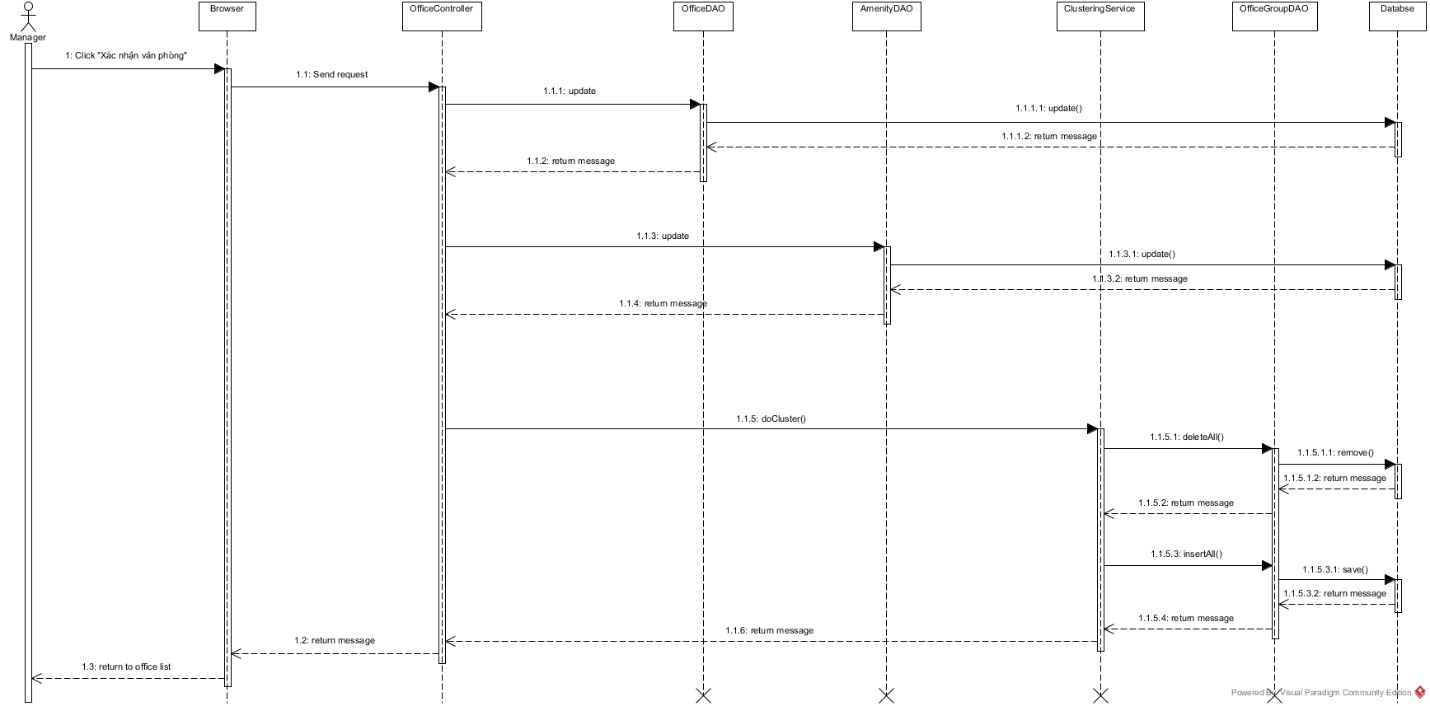 Browser
OfficeController
OfficeDAO
AmenityDAO
ClusteringService
OfficeGroupDAO
Databse
Manager
1: Click "Xác nhận văn phòng"
1.1: Send request
1.1.1: update
1.1.1.1: update()
1.1.1.2: return message
1.1.2: return message
1.1.3: update
1.1.3.1: update()
1.1.3.2: return message
1.1.4: return message
1.1.5: doCluster()
1.1.5.1: deleteAll()
1.1.5.1.1: remove()
1.1.5.1.2: return message
1.1.5.2: return message
1.1.5.3: insertAll()
1.1.5.3.1: save()
1.1.5.3.2: return message
1.1.5.4: return message
1.1.6: return message
1.2: return message
1.3: return to office list
Powered By Visual Paradigm Community Edition